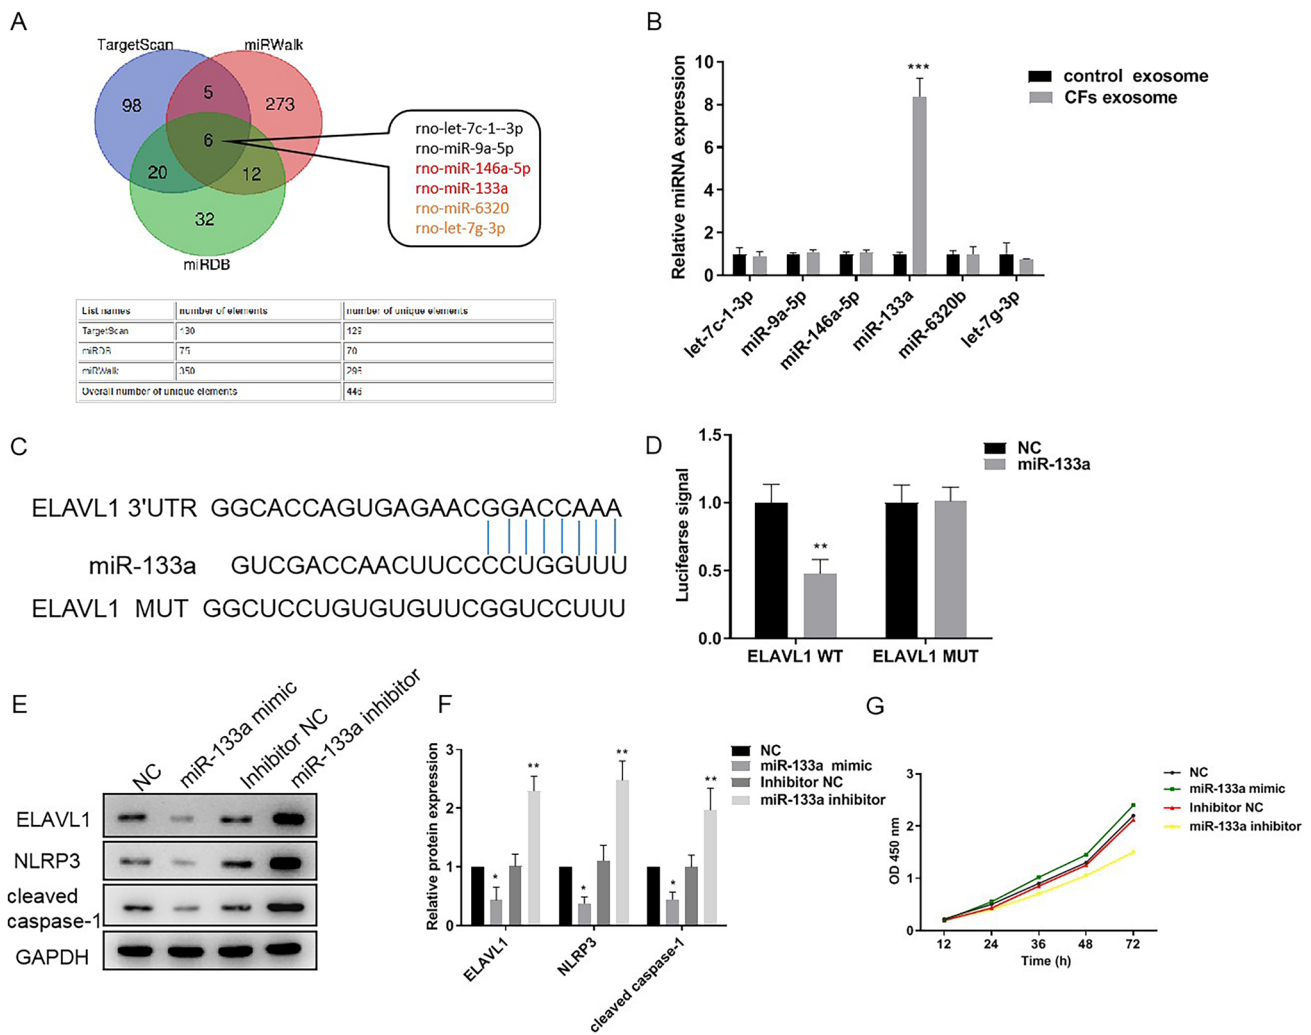 A
TargetScan
miRWalk
98
5
273
6
20
12
32
miRDB
rno-let-7c-1--3p
rno-miR-9a-5p
rno-miR-146a-5p
rno-miR-133a
rno-miR-6320
rno-let-7g-3p
List names number of elements number of unique elements
TargetScan 130 129
miRDB 75 70
miRWalk 350 296
Overall number of unique elements 446
B
Relative miRNA expression
10
8
6
4
2
0
***
control exosome
CFs exosome
let-7c-1-3p
miR-9a-5p
miR-146a-5p
miR-133a
miR-6320b
let-7g-3p
C
ELAVL1 3'UTR GGCACCAGUGAGAACGGACCAAA
miR-133a GUCGACCAACUUCCCCUGGUUU
ELAVL1 MUT GGCUCCUGUGUGUUCGGUCCUUU
D
Lucifearse signal
1.5
1.0
0.5
0.0
**
NC
miR-133a
ELAVL1 WT
ELAVL1 MUT
E
NC
miR-133a mimic
Inhibitor NC
miR-133a inhibitor
ELAVL1
NLRP3
cleaved
caspase-1
GAPDH
F
Relative protein expression
3
2
1
0
* **
* **
* **
NC
miR-133a mimic
Inhibitor NC
miR-133a inhibitor
ELAVL1
NLRP3
cleaved caspase-1
G
OD 450 nm
3
2
1
0
12 24 36 48 72
Time (h)
NC
miR-133a mimic
Inhibitor NC
miR-133a inhibitor